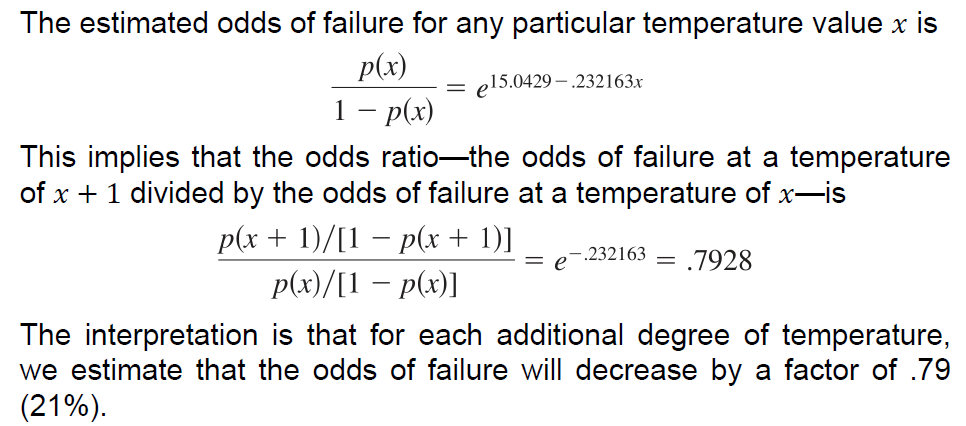 The estimated odds of failure for any particular temperature value x is
p(x) / 1 − p(x) = e^15.0429 − .232163x
This implies that the odds ratio—the odds of failure at a temperature
of x + 1 divided by the odds of failure at a temperature of x—is
p(x + 1)/[1 − p(x + 1)] / p(x)/[1 − p(x)] = e^−.232163 = .7928
The interpretation is that for each additional degree of temperature,
we estimate that the odds of failure will decrease by a factor of .79
(21%).